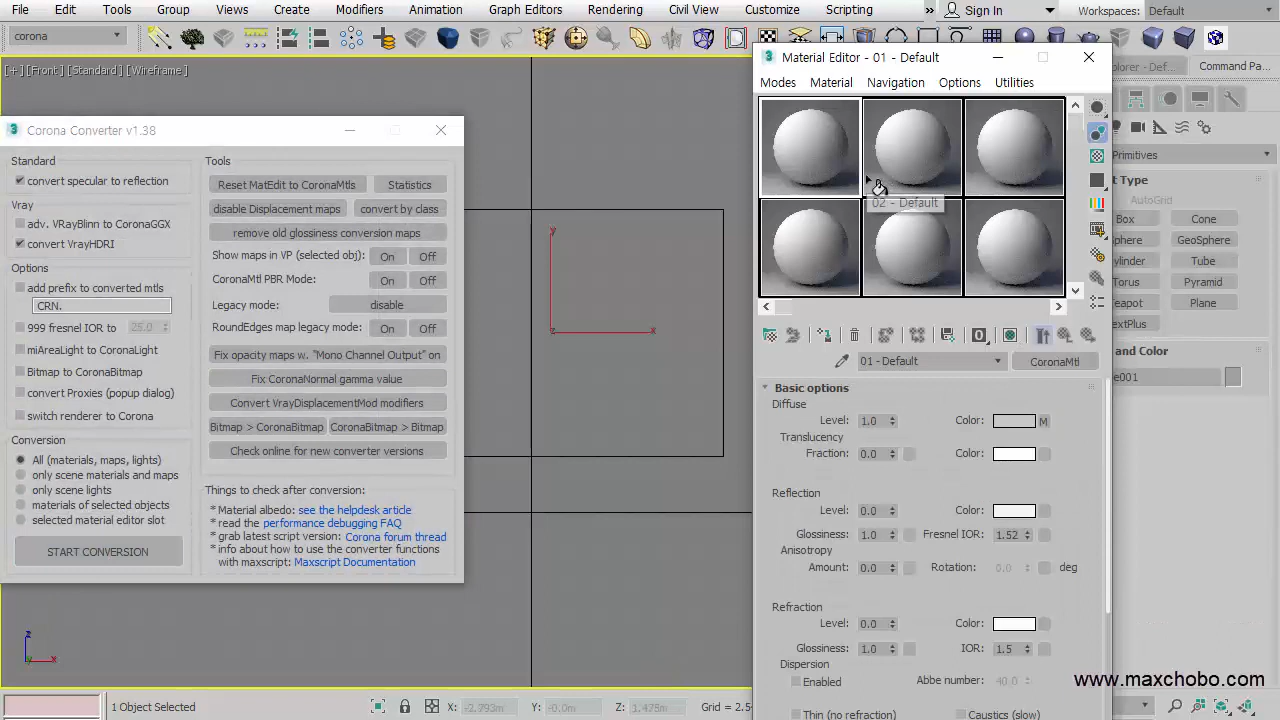 File Edit Tools Group Views Create Modifiers Animation Graph Editors Rendering Civil View Customize Scripting » Sign In Workspaces: Default
corona
[+] [Front] [Standard] [Wireframe]
Material Editor - 01 - Default
Modes Material Navigation Options Utilities
02 - Default
01 - Default CoronaMtl
Basic options
Diffuse
Level: 1.0 Color: M
Translucency
Fraction: 0.0 Color:
Reflection
Level: 0.0 Color:
Glossiness: 1.0 Fresnel IOR: 1.52
Anisotropy
Amount: 0.0 Rotation: 0.0 deg
Refraction
Level: 0.0 Color:
Glossiness: 1.0 IOR: 1.5
Dispersion
Enabled Abbe number: 40.0
Thin (no refraction) Caustics (slow)
Corona Converter v1.38
Standard
convert specular to reflection
Vray
adv. VRayBlinn to CoronaGGX
convert VrayHDRI
Options
add prefix to converted mtls
CRN.
999 fresnel IOR to 25.0
miAreaLight to CoronaLight
Bitmap to CoronaBitmap
convert Proxies (popup dialog)
switch renderer to Corona
Conversion
All (materials, maps, lights)
only scene materials and maps
only scene lights
materials of selected objects
selected material editor slot
START CONVERSION
Tools
Reset MatEdit to CoronaMtls Statistics
disable Displacement maps convert by class
remove old glossiness conversion maps
Show maps in VP (selected obj): On Off
CoronaMtl PBR Mode: On Off
Legacy mode: disable
RoundEdges map legacy mode: On Off
Fix opacity maps w. "Mono Channel Output" on
Fix CoronaNormal gamma value
Convert VrayDisplacementMod modifiers
Bitmap > CoronaBitmap CoronaBitmap > Bitmap
Check online for new converter versions
Things to check after conversion:
* Material albedo: see the helpdesk article
* read the performance debugging FAQ
* grab latest script version: Corona forum thread
* info about how to use the converter functions
with maxscript: Maxscript Documentation
y
z x
z
y x
xplorer - Def... Command Pa...
Primitives
t Type
AutoGrid
Box Cone
phere GeoSphere
linder Tube
orus Pyramid
eapot Plane
extPlus
and Color
e001
www.maxchobo.com
1 Object Selected X: -2.793m Y: -0.0m Z: 1.475m Grid = 2.5